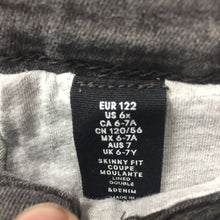 EUR 122
US 6x
CA 6-7A
CN 120/56
MX 6-7A
AUS 7
UK 6-7Y
SKINNY FIT
COUPE
MOULANTE
LINED
DOUBLÉ
&DENIM